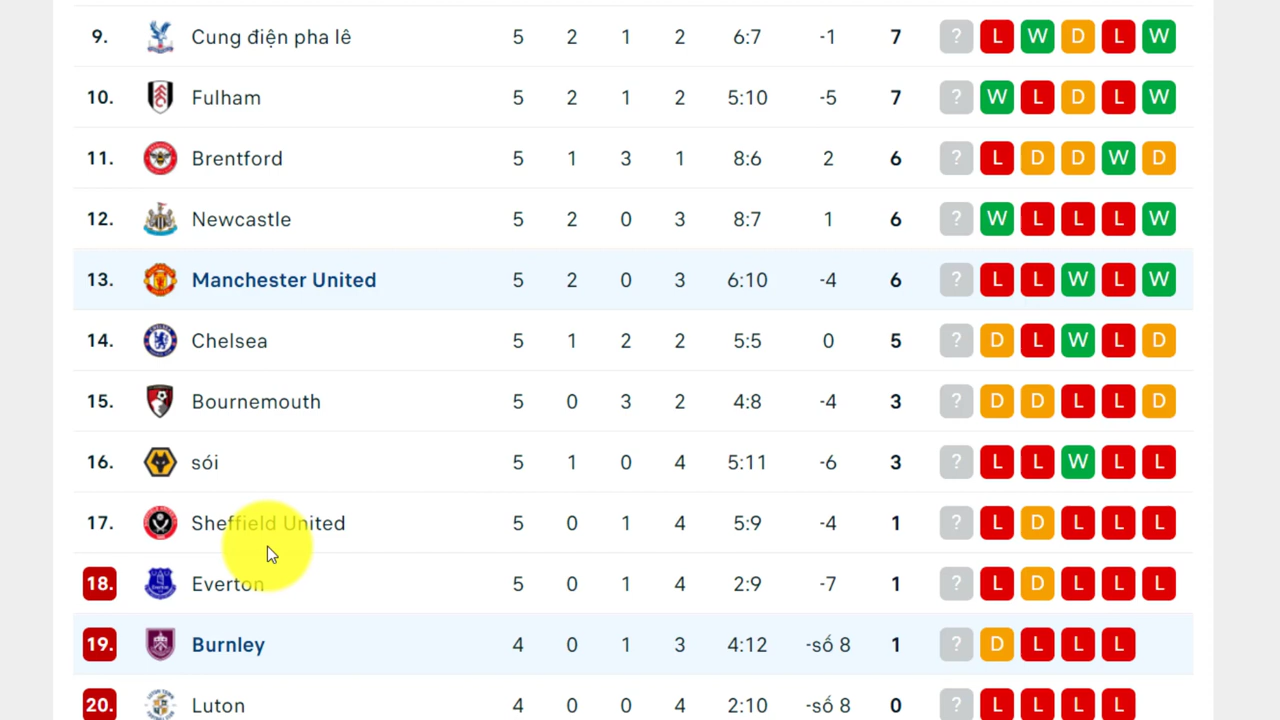 9. Cung điện pha lê 5 2 1 2 6:7 -1 7 ? L W D L W
10. Fulham 5 2 1 2 5:10 -5 7 ? W L D L W
11. Brentford 5 1 3 1 8:6 2 6 ? L D D W D
12. Newcastle 5 2 0 3 8:7 1 6 ? W L L L W
13. Manchester United 5 2 0 3 6:10 -4 6 ? L L W L W
14. Chelsea 5 1 2 2 5:5 0 5 ? D L W L D
15. Bournemouth 5 0 3 2 4:8 -4 3 ? D D L L D
16. sói 5 1 0 4 5:11 -6 3 ? L L W L L
17. Sheffield United 5 0 1 4 5:9 -4 1 ? L D L L L
18. Everton 5 0 1 4 2:9 -7 1 ? L D L L L
19. Burnley 4 0 1 3 4:12 -số 8 1 ? D L L L
20. Luton 4 0 0 4 2:10 -số 8 0 ? L L L L